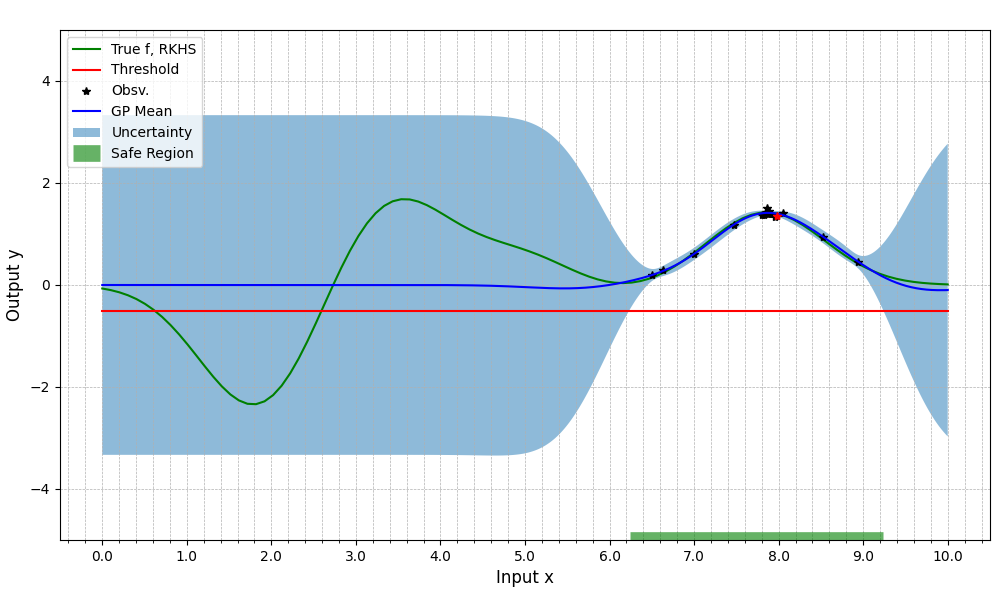 True f, RKHS
Threshold
Obsv.
GP Mean
Uncertainty
Safe Region
Output y
4
2
0
−2
−4
0.0 1.0 2.0 3.0 4.0 5.0 6.0 7.0 8.0 9.0 10.0
Input x